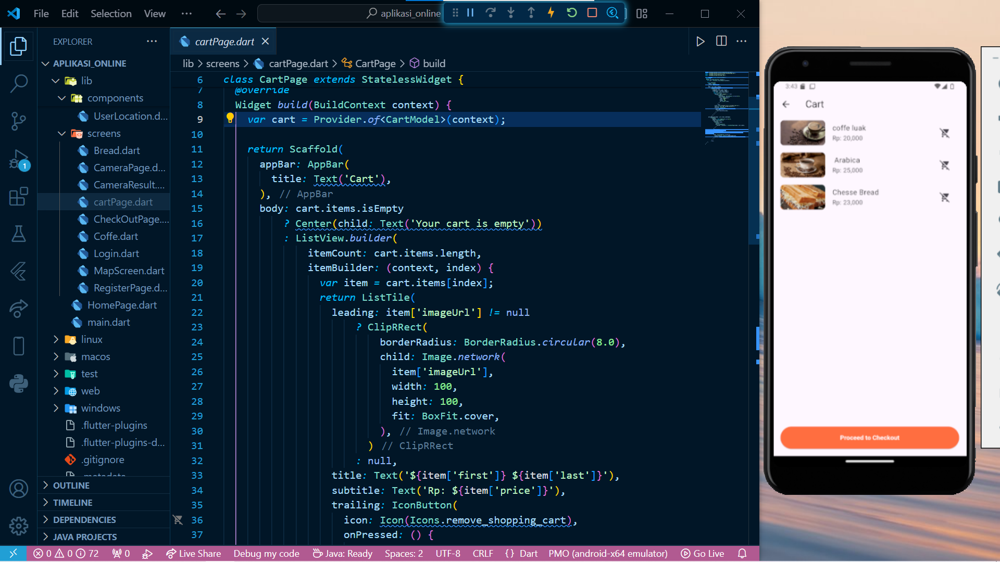 File Edit Selection View ··· aplikasi_online
EXPLORER ···
APLIKASI_ONLINE
lib
components
UserLocation.d...
screens
Bread.dart
CameraPage.d...
CameraResult....
cartPage.dart
CheckOutPage....
Coffe.dart
Login.dart
MapScreen.dart
RegisterPage.d...
HomePage.dart
main.dart
linux
macos
test
web
windows
.flutter-plugins
.flutter-plugins-d...
.gitignore
.metadata
OUTLINE
TIMELINE
DEPENDENCIES
JAVA PROJECTS
1
cartPage.dart
lib > screens > cartPage.dart > CartPage > build
6 class CartPage extends StatelessWidget {
7 @override
8 Widget build(BuildContext context) {
9 var cart = Provider.of<CartModel>(context);
10
11 return Scaffold(
12 appBar: AppBar(
13 title: Text('Cart'),
14 ), // AppBar
15 body: cart.items.isEmpty
16 ? Center(child: Text('Your cart is empty'))
17 : ListView.builder(
18 itemCount: cart.items.length,
19 itemBuilder: (context, index) {
20 var item = cart.items[index];
21 return ListTile(
22 leading: item['imageUrl'] != null
23 ? ClipRRect(
24 borderRadius: BorderRadius.circular(8.0),
25 child: Image.network(
26 item['imageUrl'],
27 width: 100,
28 height: 100,
29 fit: BoxFit.cover,
30 ), // Image.network
31 ) // ClipRRect
32 : null,
33 title: Text('${item['first']} ${item['last']}'),
34 subtitle: Text('Rp: ${item['price']}'),
35 trailing: IconButton(
36 icon: Icon(Icons.remove_shopping_cart),
37 onPressed: () {
0 0 72 0 Live Share Debug my code Java: Ready Spaces: 2 UTF-8 CRLF {} Dart PMO (android-x64 emulator) Go Live
3:43
Cart
coffe luak
Rp: 20,000
Arabica
Rp: 25,000
Chesse Bread
Rp: 23,000
Proceed to Checkout